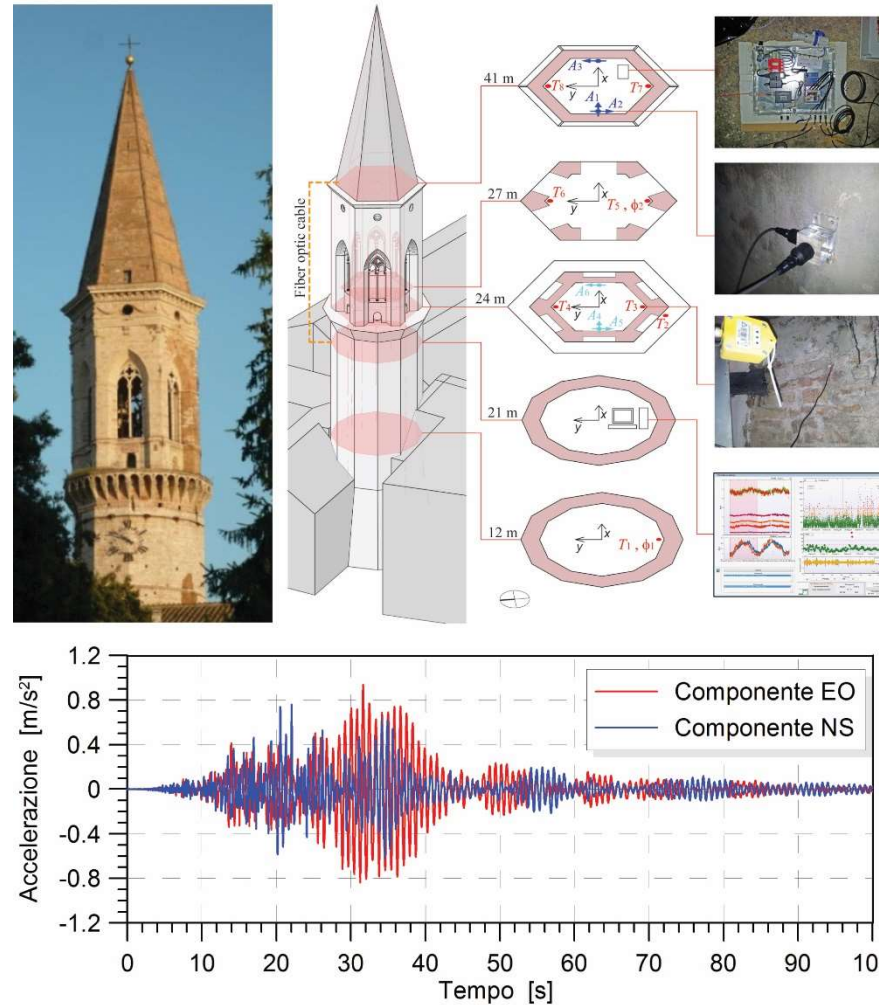 41 m
A3
x
y
T8
T7
A1
A2
Fiber optic cable
27 m
T6
x
y
T5 , ϕ2
24 m
A6
x
T4
y
T3
A4
A5
T2
21 m
x
y
12 m
x
y
T1 , ϕ1
1.2
0.8
0.4
0
-0.4
-0.8
-1.2
Accelerazione [m/s²]
Componente EO
Componente NS
0 10 20 30 40 50 60 70 80 90 10
Tempo [s]